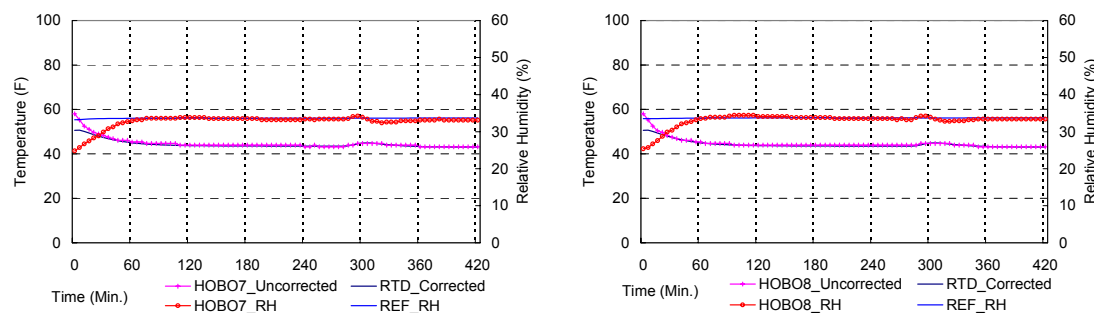 100
80
60
40
20
0
Temperature (F)
60
50
40
30
20
10
0
Relative Humidity (%)
0 60 120 180 240 300 360 420
Time (Min.)
HOBO7_Uncorrected RTD_Corrected
HOBO7_RH REF_RH
100
80
60
40
20
0
Temperature (F)
60
50
40
30
20
10
0
Relative Humidity (%)
0 60 120 180 240 300 360 420
Time (Min.)
HOBO8_Uncorrected RTD_Corrected
HOBO8_RH REF_RH